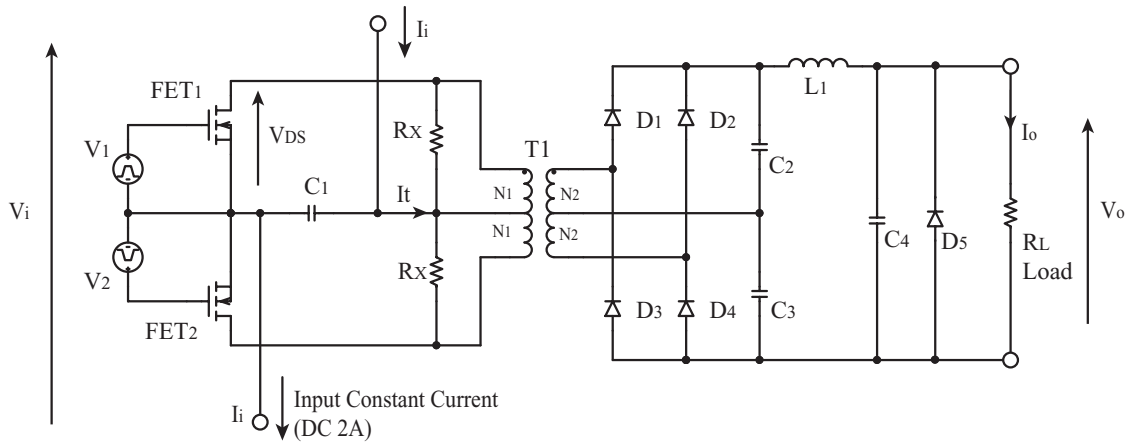 Ii
FET1
VDS
RX
V1
C1
It
T1
N1
N2
N1
N2
Vi
RX
V2
FET2
Ii
Input Constant Current
(DC 2A)
D1
D2
L1
C2
Io
C4
D5
RL
Load
Vo
D3
D4
C3